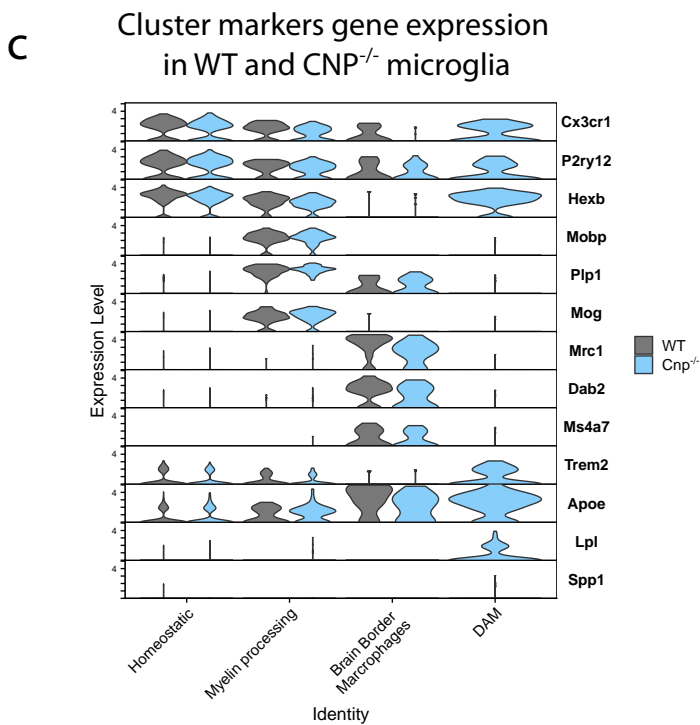 C
Cluster markers gene expression
in WT and CNP-/- microglia
4
Cx3cr1
4
P2ry12
4
Hexb
4
Mobp
4
Plp1
4
Mog
4
Mrc1
4
Dab2
4
Ms4a7
4
Trem2
4
Apoe
4
Lpl
4
Spp1
Expression Level
WT
Cnp-/-
Homeostatic
Myelin processing
Brain Border
Marcrophages
DAM
Identity